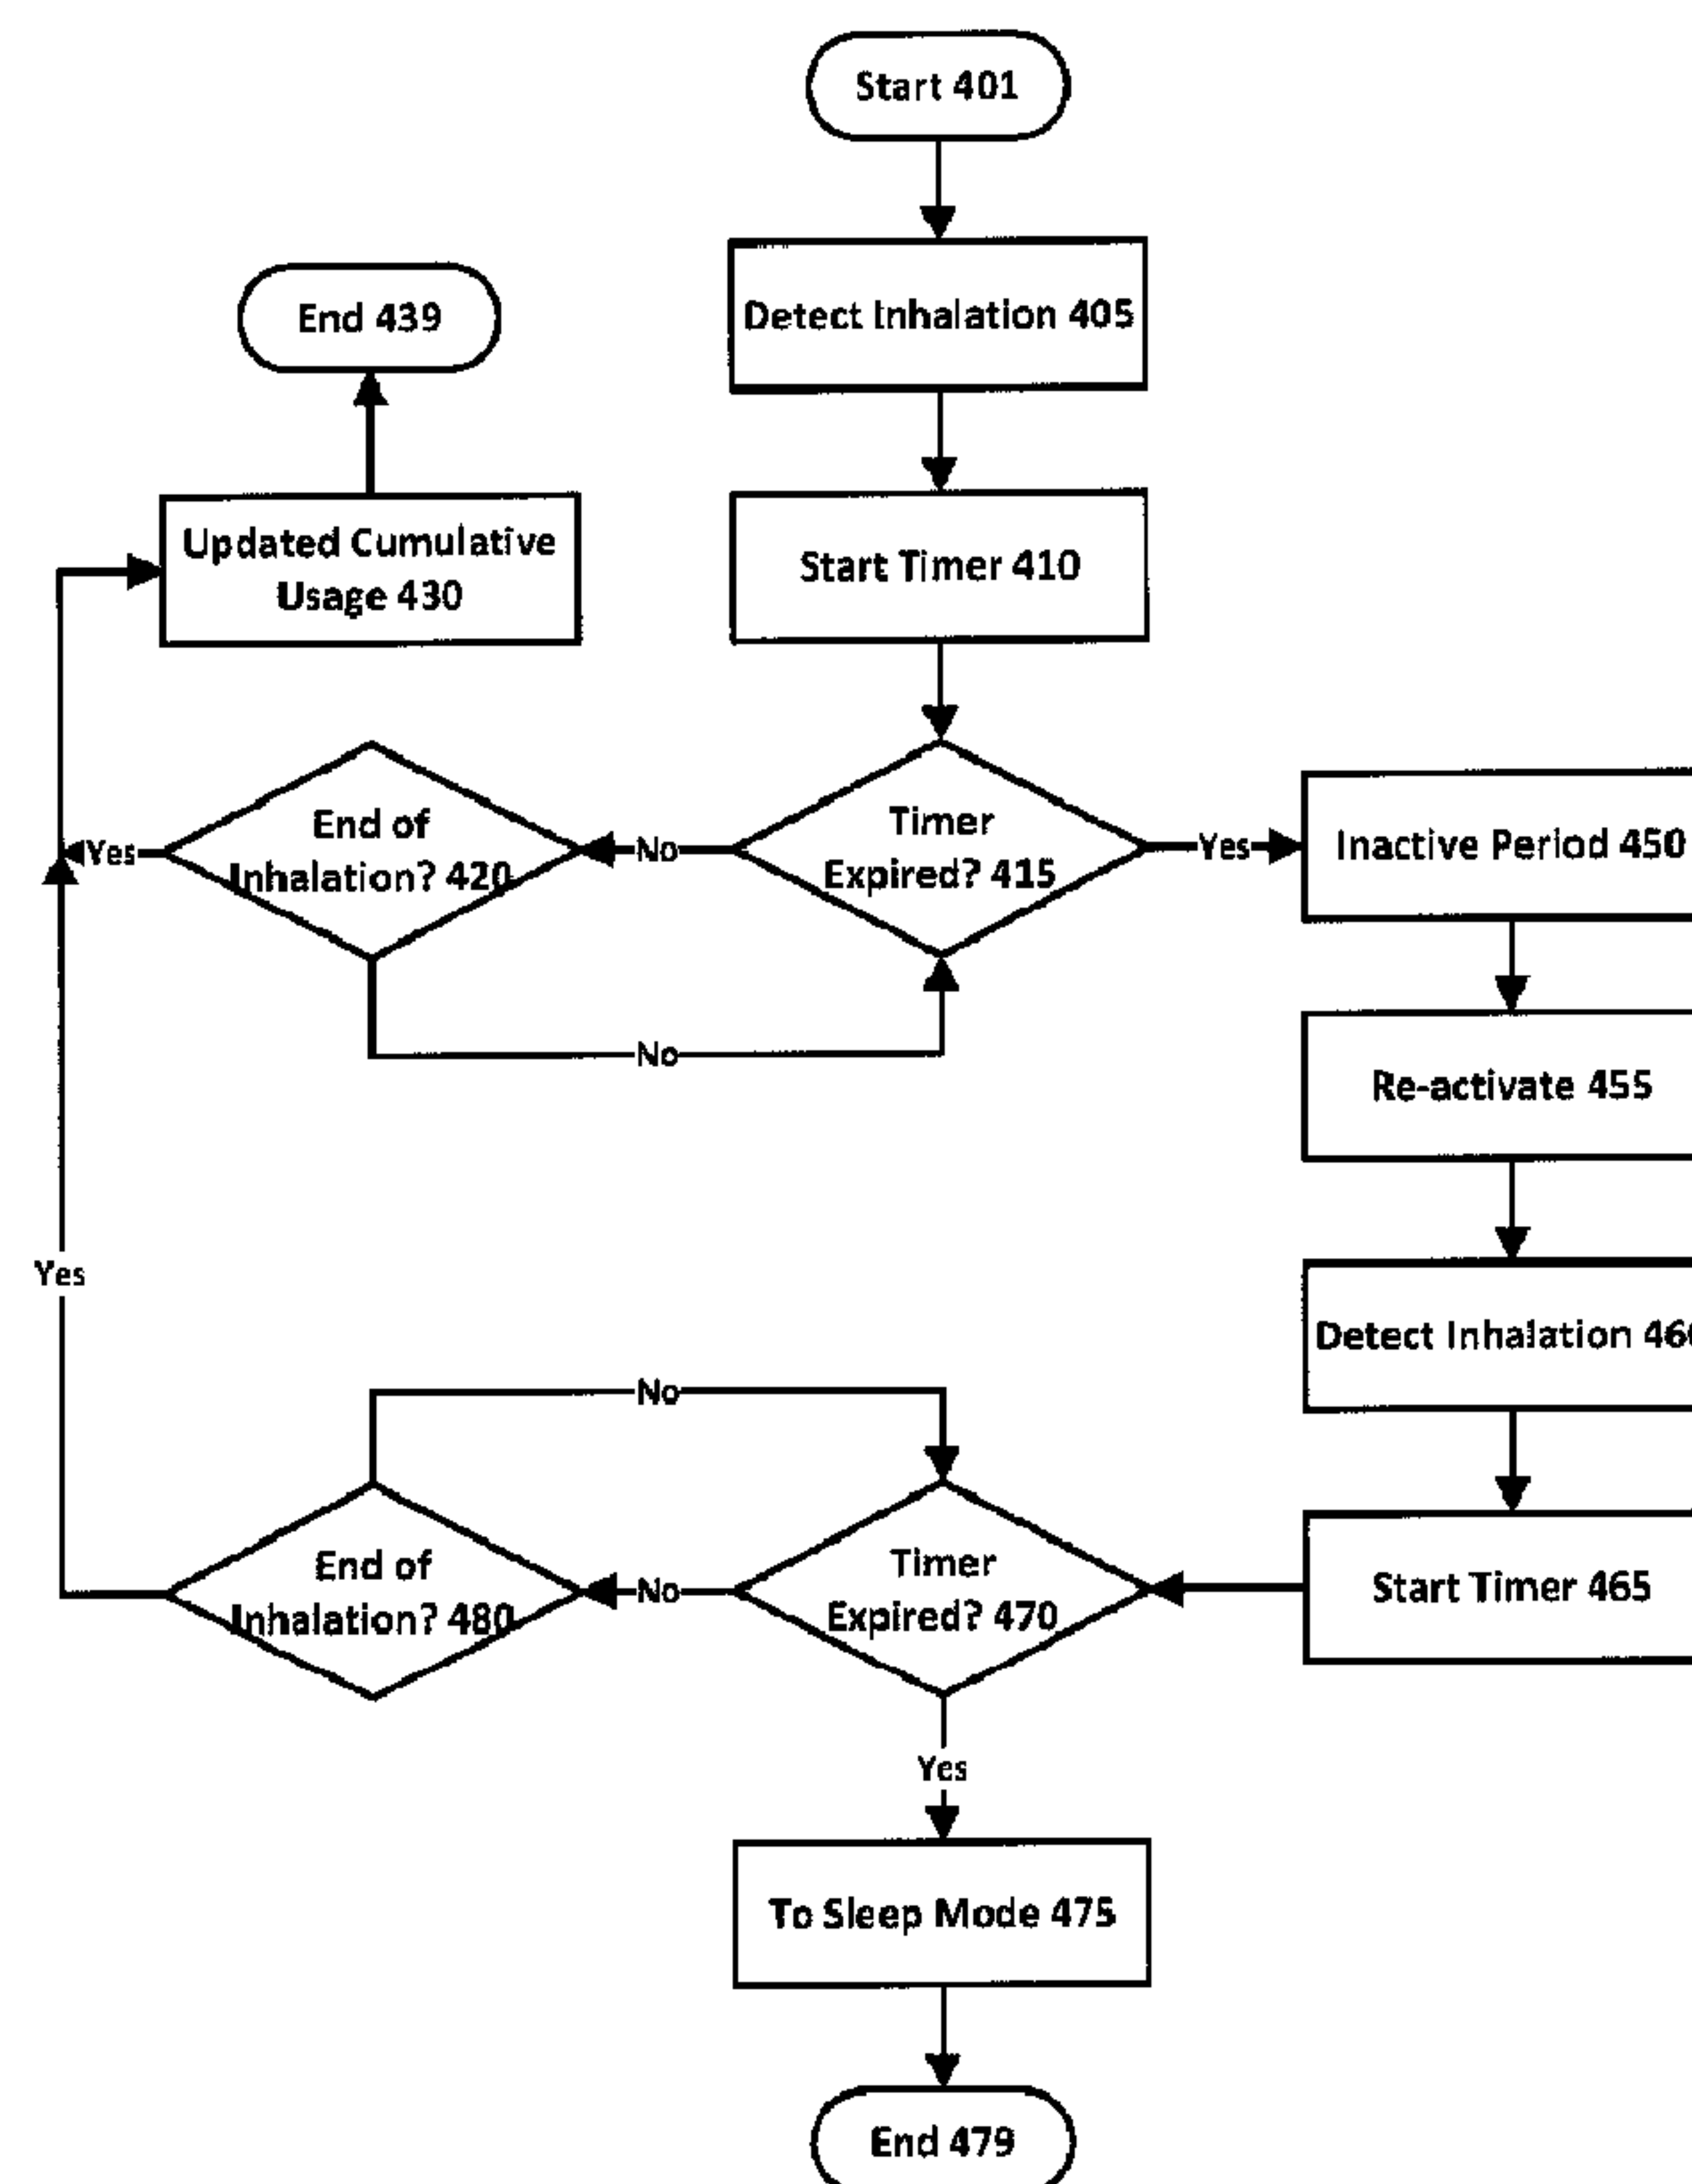 Start 401
Detect Inhalation 405
End 439
Updated Cumulative
Usage 430
Start Timer 410
Timer
Expired? 415
No
End of
Inhalation? 420
Yes
Yes
Inactive Period 450
No
Re-activate 455
Yes
Detect Inhalation
No
End of
Inhalation? 480
No
Timer
Expired? 470
Start Timer 465
Yes
To Sleep Mode 475
End 479